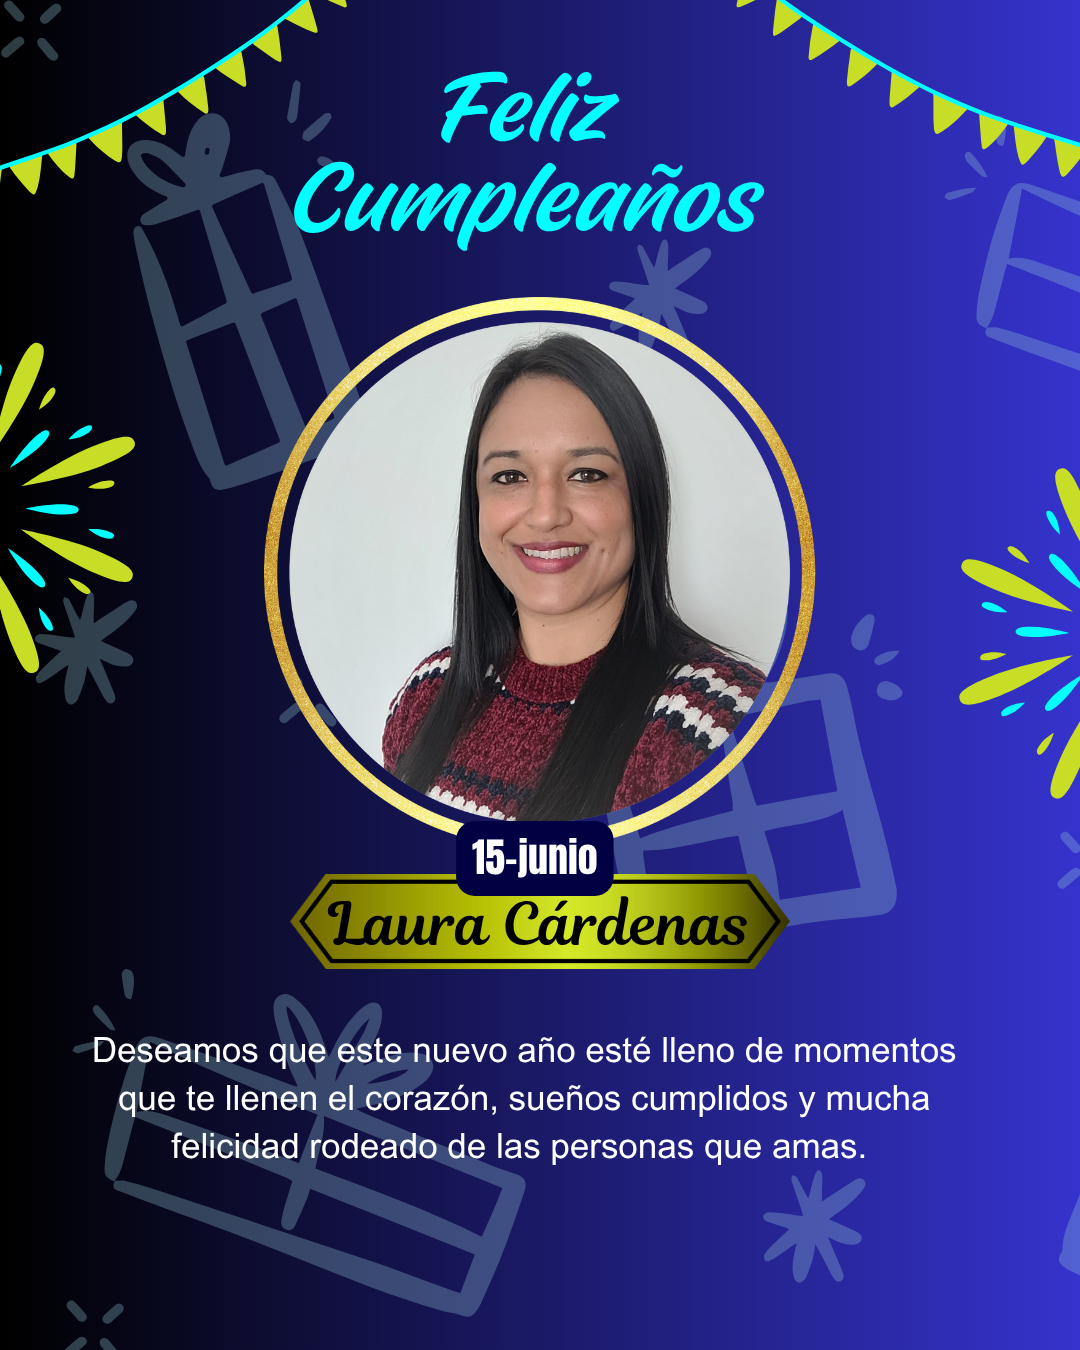 Feliz
Cumpleaños
15-junio
Laura Cárdenas
Deseamos que este nuevo año esté lleno de momentos
que te llenen el corazón, sueños cumplidos y mucha
felicidad rodeado de las personas que amas.